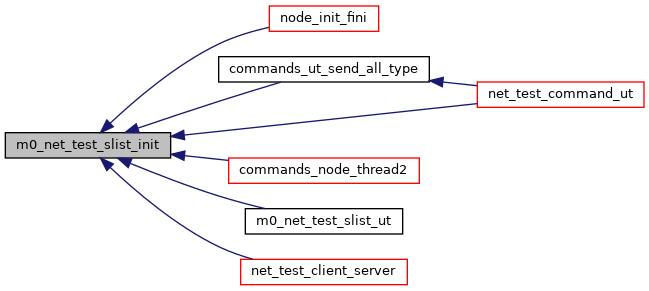 node_init_fini
commands_ut_send_all_type
net_test_command_ut
m0_net_test_slist_init
commands_node_thread2
m0_net_test_slist_ut
net_test_client_server